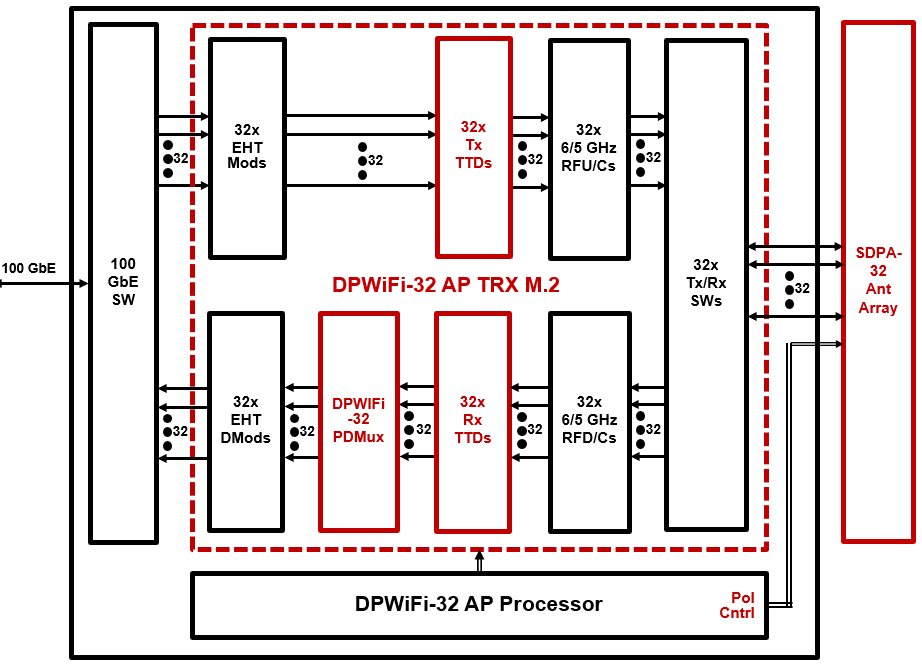 100 GbE
100
GbE
SW
32
32x
EHT
Mods
32
32x
Tx
TTDs
32
32x
6/5 GHz
RFU/Cs
32
32x
Tx/Rx
SWs
32
SDPA-
32
Ant
Array
DPWiFi-32 AP TRX M.2
32
32x
EHT
DMods
32
DPWIFi
-32
PDMux
32
32x
Rx
TTDs
32
32x
6/5 GHz
RFD/Cs
32
DPWiFi-32 AP Processor
Pol
Cntrl